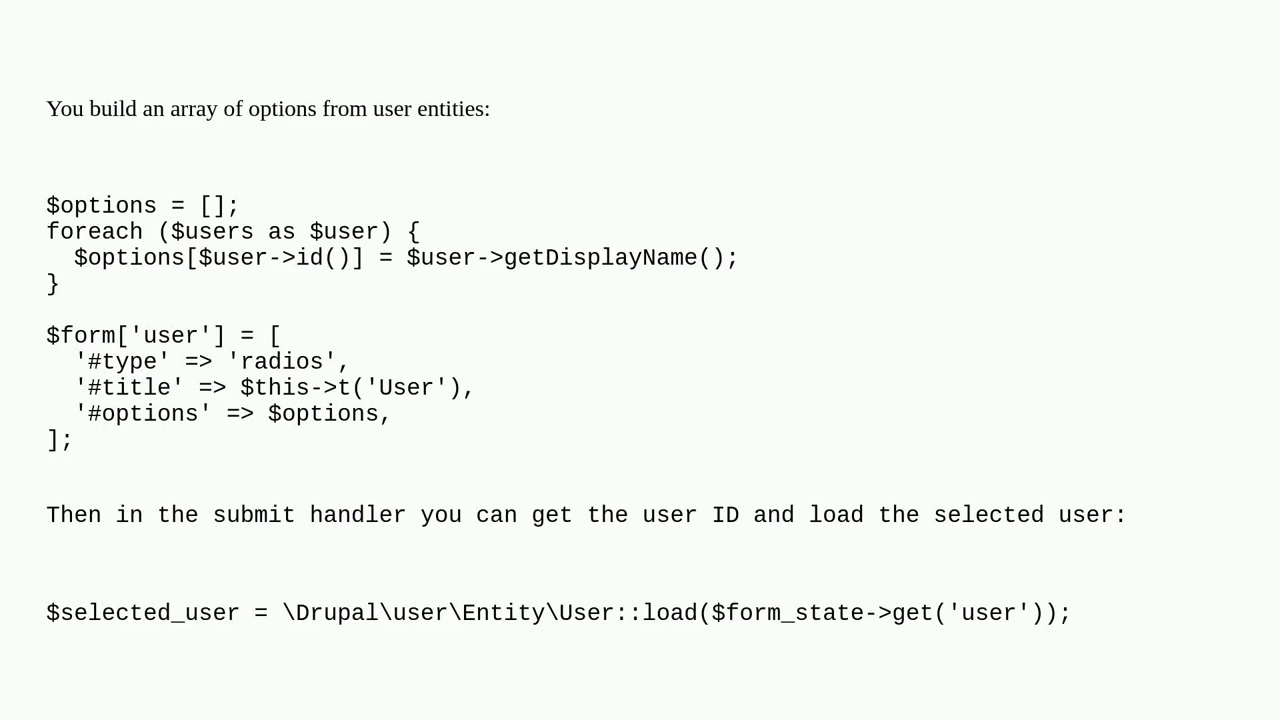 You build an array of options from user entities:
$options = [];
foreach ($users as $user) {
  $options[$user->id()] = $user->getDisplayName();
}
$form['user'] = [
  '#type' => 'radios',
  '#title' => $this->t('User'),
  '#options' => $options,
];
Then in the submit handler you can get the user ID and load the selected user:
$selected_user = \Drupal\user\Entity\User::load($form_state->get('user'));